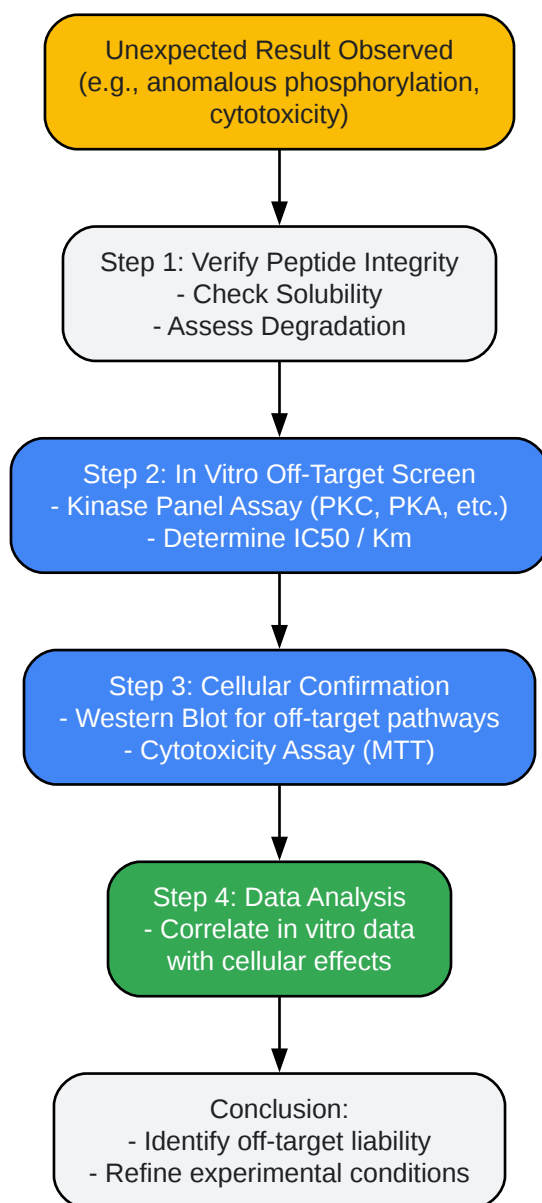 Unexpected Result Observed
(e.g., anomalous phosphorylation,
cytotoxicity)
Step 1: Verify Peptide Integrity
- Check Solubility
- Assess Degradation
Step 2: In Vitro Off-Target Screen
- Kinase Panel Assay (PKC, PKA, etc.)
- Determine IC50 / Km
Step 3: Cellular Confirmation
- Western Blot for off-target pathways
- Cytotoxicity Assay (MTT)
Step 4: Data Analysis
- Correlate in vitro data
with cellular effects
Conclusion:
- Identify off-target liability
- Refine experimental conditions